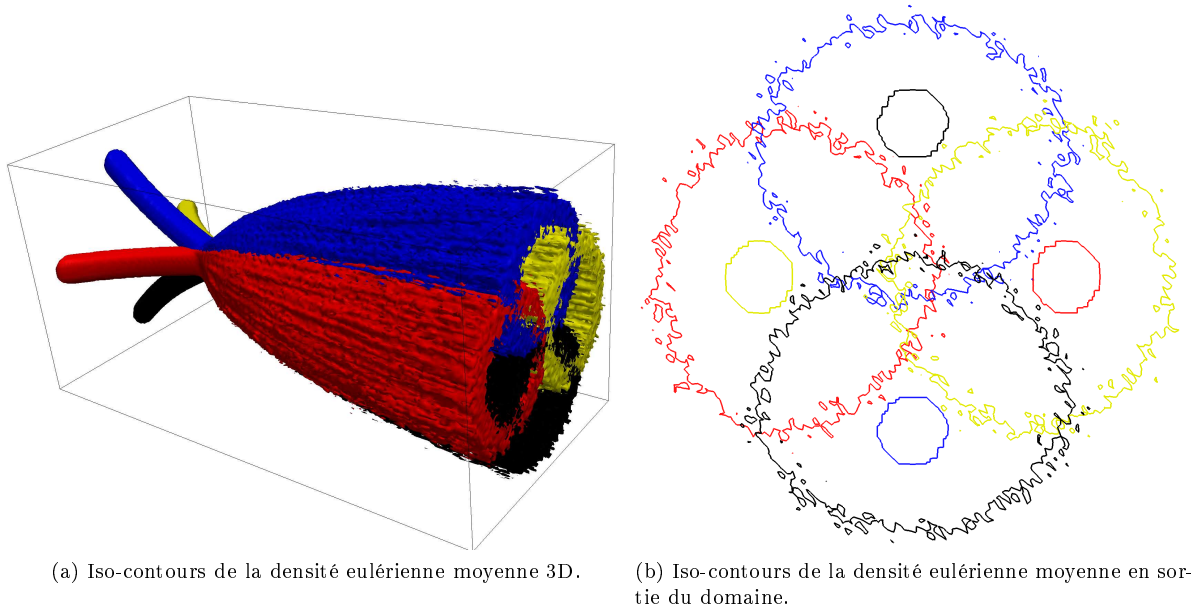 (a) Iso-contours de la densité eulérienne moyenne 3D.
(b) Iso-contours de la densité eulérienne moyenne en sor-
tie du domaine.